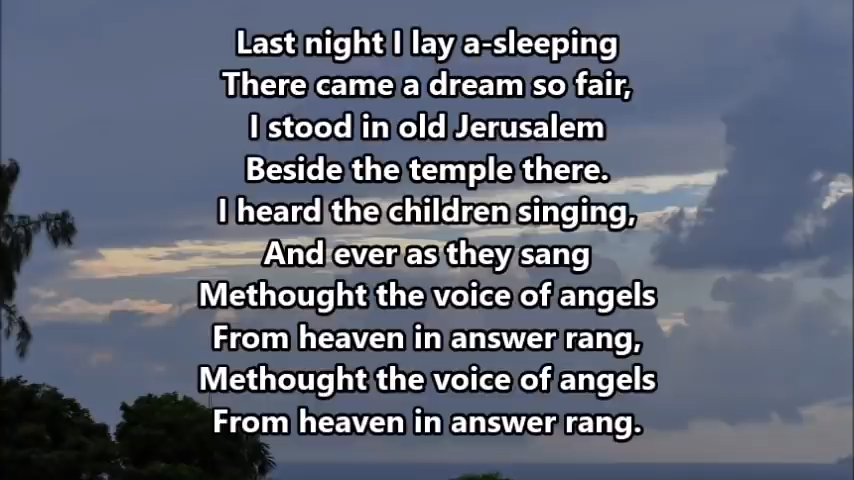 Last night I lay a-sleeping
There came a dream so fair,
I stood in old Jerusalem
Beside the temple there.
I heard the children singing,
And ever as they sang
Methought the voice of angels
From heaven in answer rang,
Methought the voice of angels
From heaven in answer rang.